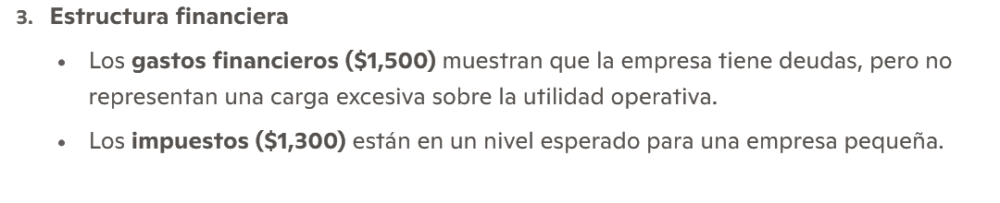 3. Estructura financiera
• Los gastos financieros ($1,500) muestran que la empresa tiene deudas, pero no
representan una carga excesiva sobre la utilidad operativa.
• Los impuestos ($1,300) están en un nivel esperado para una empresa pequeña.